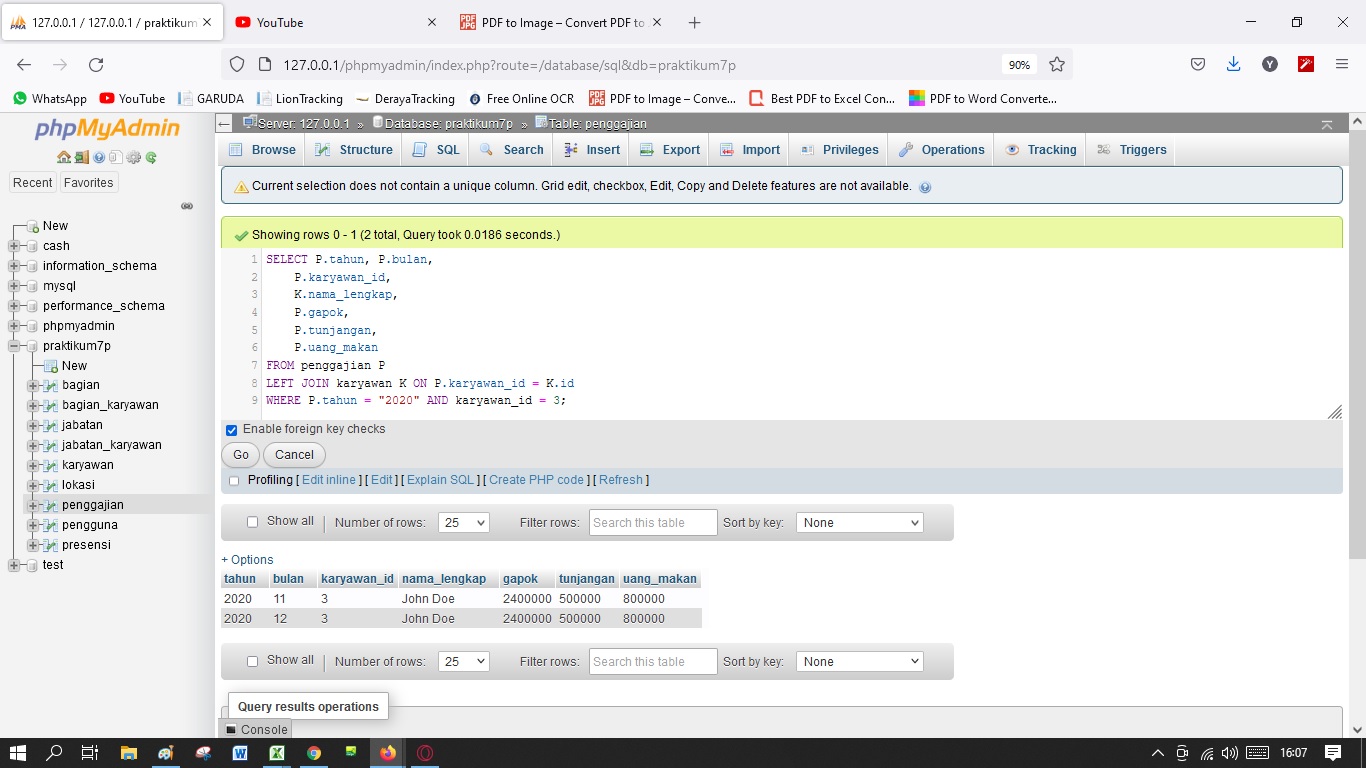 127.0.0.1 / 127.0.0.1 / praktikum
YouTube
PDF to Image – Convert PDF to
127.0.0.1/phpmyadmin/index.php?route=/database/sql&db=praktikum7p
90%
WhatsApp YouTube GARUDA LionTracking DerayaTracking Free Online OCR PDF to Image – Conve... Best PDF to Excel Con... PDF to Word Converte...
phpMyAdmin
Recent Favorites
New
cash
information_schema
mysql
performance_schema
phpmyadmin
praktikum7p
New
bagian
bagian_karyawan
jabatan
jabatan_karyawan
karyawan
lokasi
penggajian
pengguna
presensi
test
Server: 127.0.0.1 » Database: praktikum7p » Table: penggajian
Browse Structure SQL Search Insert Export Import Privileges Operations Tracking Triggers
Current selection does not contain a unique column. Grid edit, checkbox, Edit, Copy and Delete features are not available.
Showing rows 0 - 1 (2 total, Query took 0.0186 seconds.)
1 SELECT P.tahun, P.bulan,
2 P.karyawan_id,
3 K.nama_lengkap,
4 P.gapok,
5 P.tunjangan,
6 P.uang_makan
7 FROM penggajian P
8 LEFT JOIN karyawan K ON P.karyawan_id = K.id
9 WHERE P.tahun = "2020" AND karyawan_id = 3;
Enable foreign key checks
Go Cancel
Profiling [ Edit inline ] [ Edit ] [ Explain SQL ] [ Create PHP code ] [ Refresh ]
Show all | Number of rows: 25 Filter rows: Search this table Sort by key: None
+ Options
tahun bulan karyawan_id nama_lengkap gapok tunjangan uang_makan
2020 11 3 John Doe 2400000 500000 800000
2020 12 3 John Doe 2400000 500000 800000
Show all | Number of rows: 25 Filter rows: Search this table Sort by key: None
Query results operations
Console
16:07